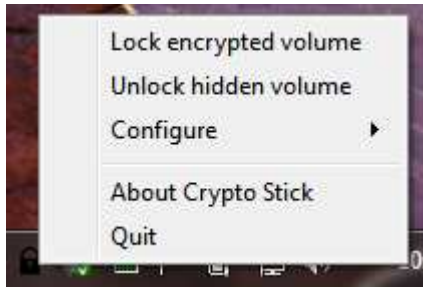 Lock encrypted volume
Unlock hidden volume
Configure
About Crypto Stick
Quit